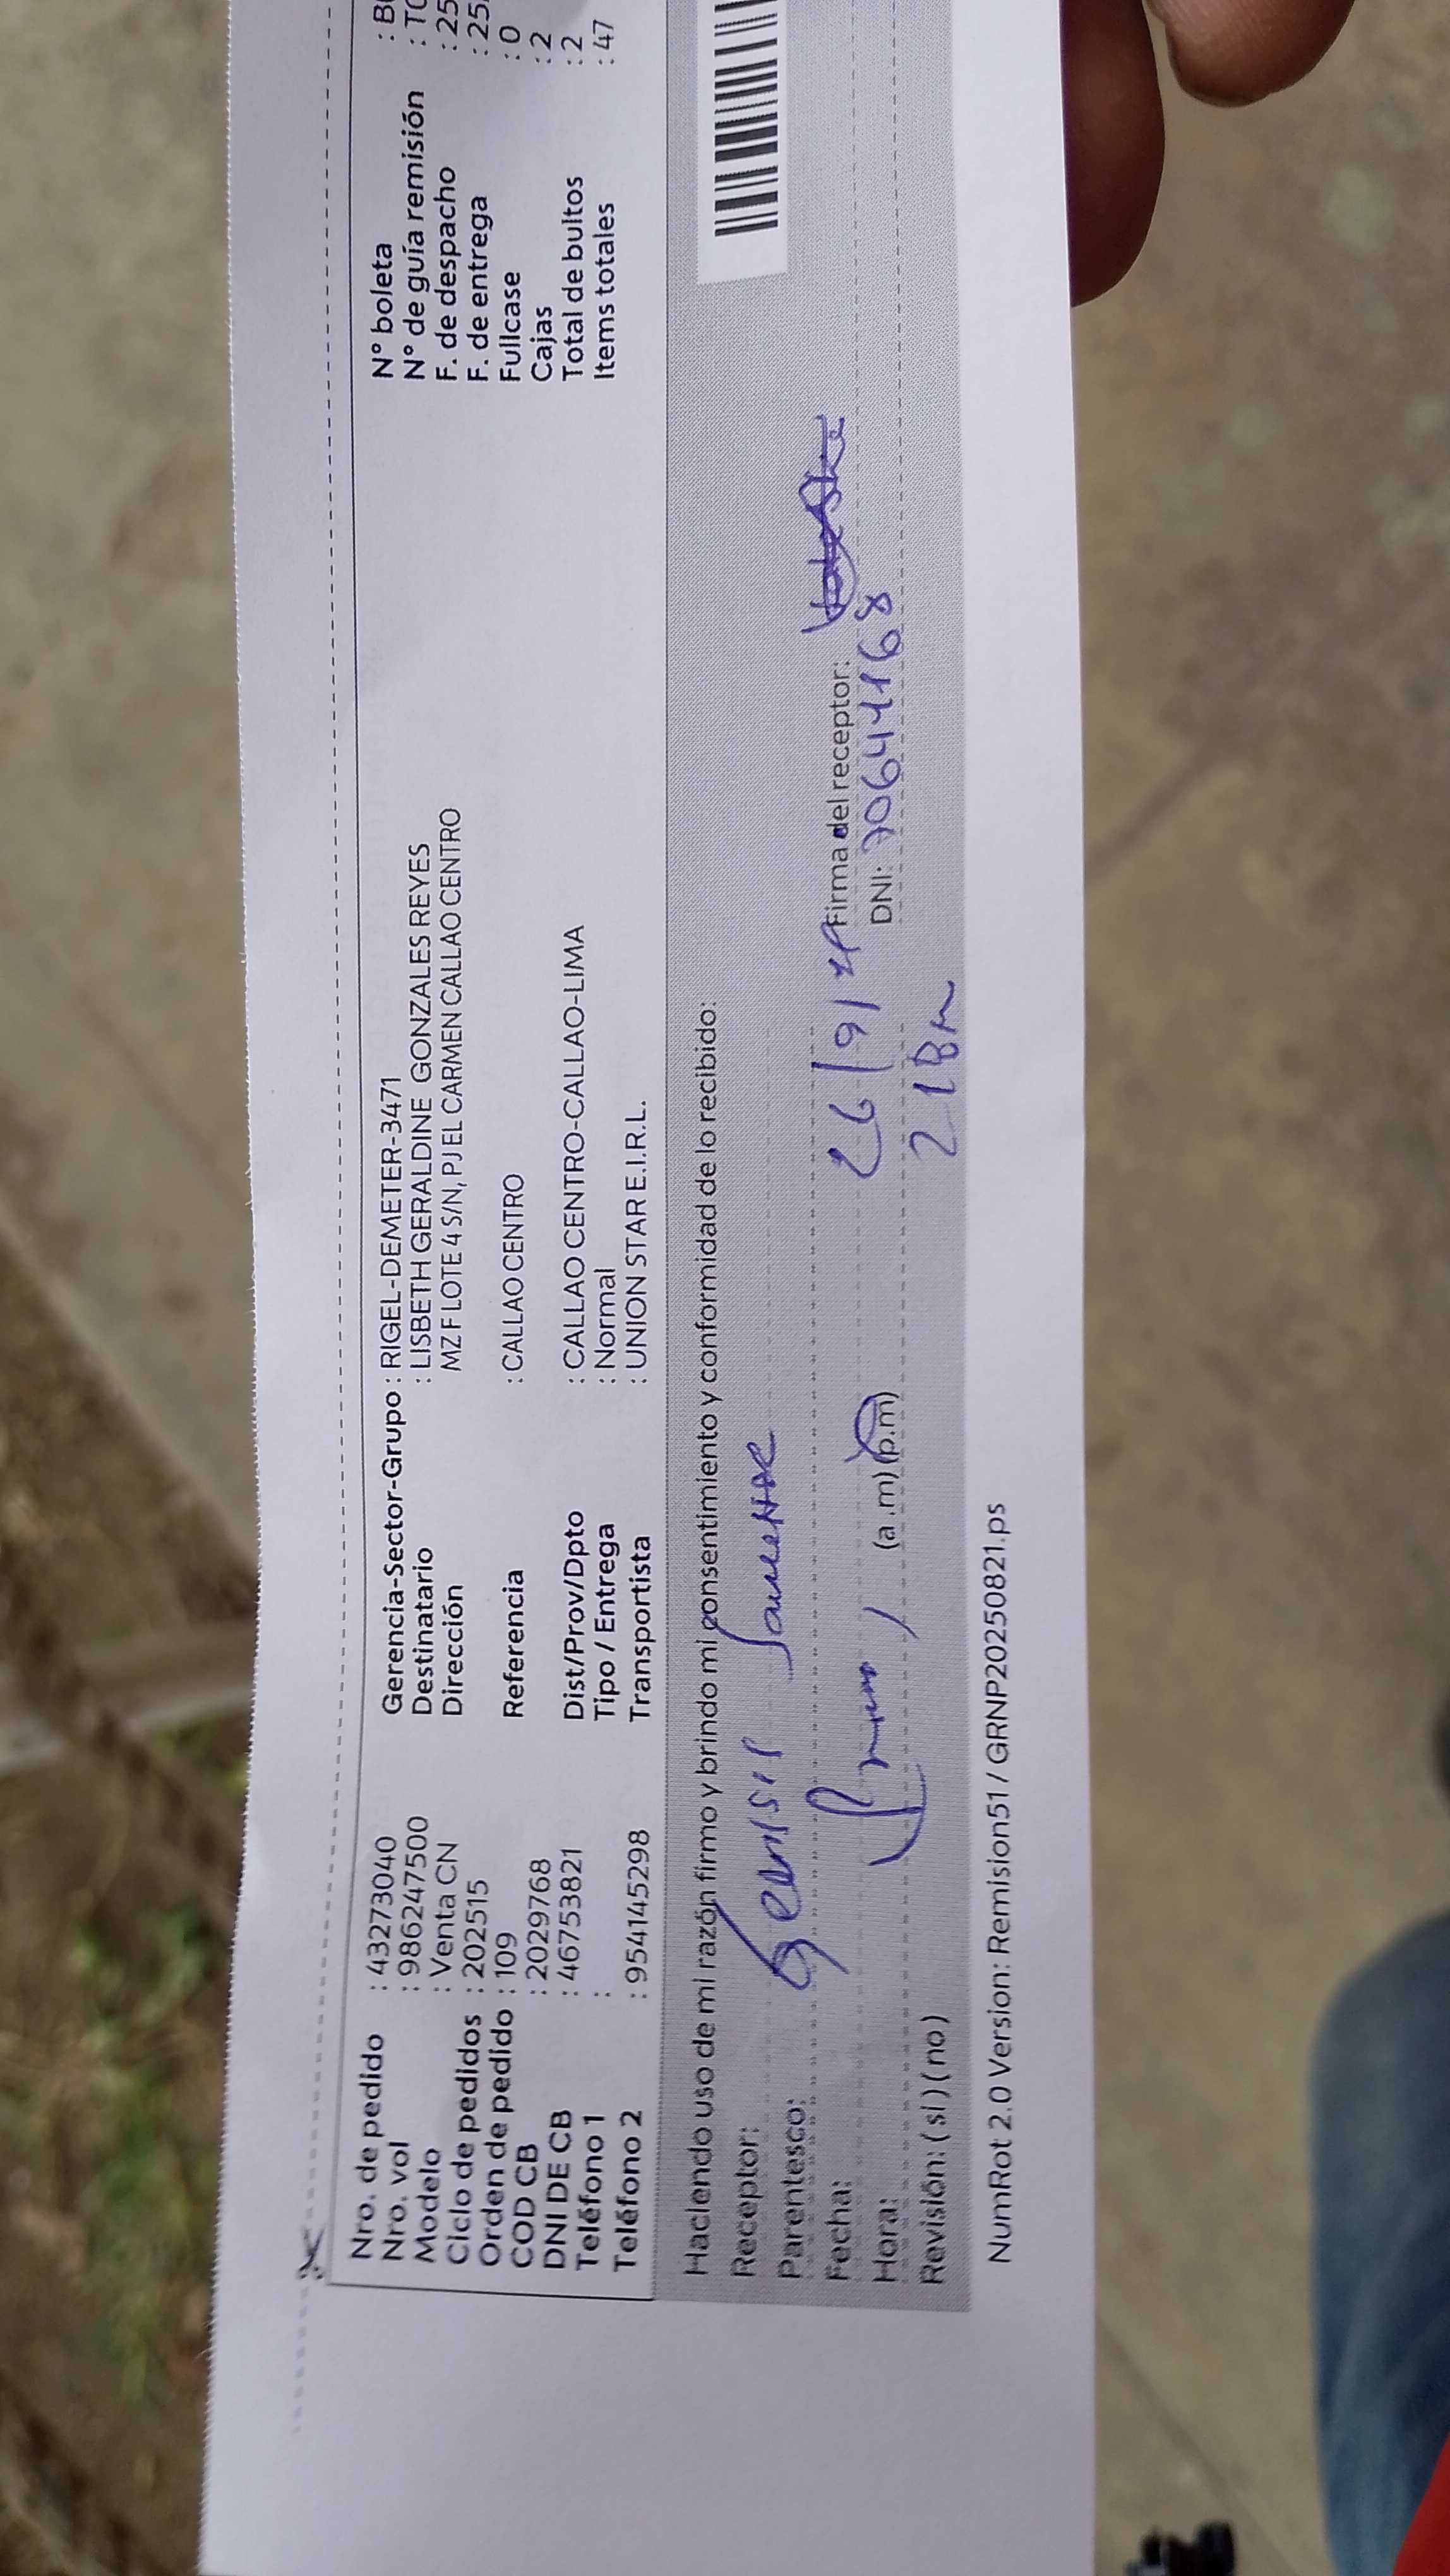 Nro. de pedido : 43273040
Nro. vol : 986247500
Modelo : Venta CN
Ciclo de pedidos : 202515
Orden de pedido : 109
COD CB : 2029768
DNI DE CB : 46753821
Teléfono 1 :
Teléfono 2 : 954145298
Gerencia-Sector-Grupo : RIGEL-DEMETER-3471
Destinatario : LISBETH GERALDINE GONZALES REYES
Dirección MZ F LOTE 4 S/N, PJ EL CARMEN CALLAO CENTRO
Referencia : CALLAO CENTRO
Dist/Prov/Dpto : CALLAO CENTRO-CALLAO-LIMA
Tipo / Entrega : Normal
Transportista : UNION STAR E.I.R.L.
N° boleta : B
N° de guía remisión : T
F. de despacho : 25
F. de entrega : 25
Fullcase : 0
Cajas : 2
Total de bultos : 2
Items totales : 47
Haciendo uso de mi razón firmo y brindo mi consentimiento y conformidad de lo recibido:
Receptor:
Parentesco:
Fecha: 26/9/ Firma del receptor:
Hora: (a.m) (p.m) DNI: 70644168
Revisión: ( si ) ( no )
NumRot 2.0 Version: Remision51 / GRNP20250821.ps